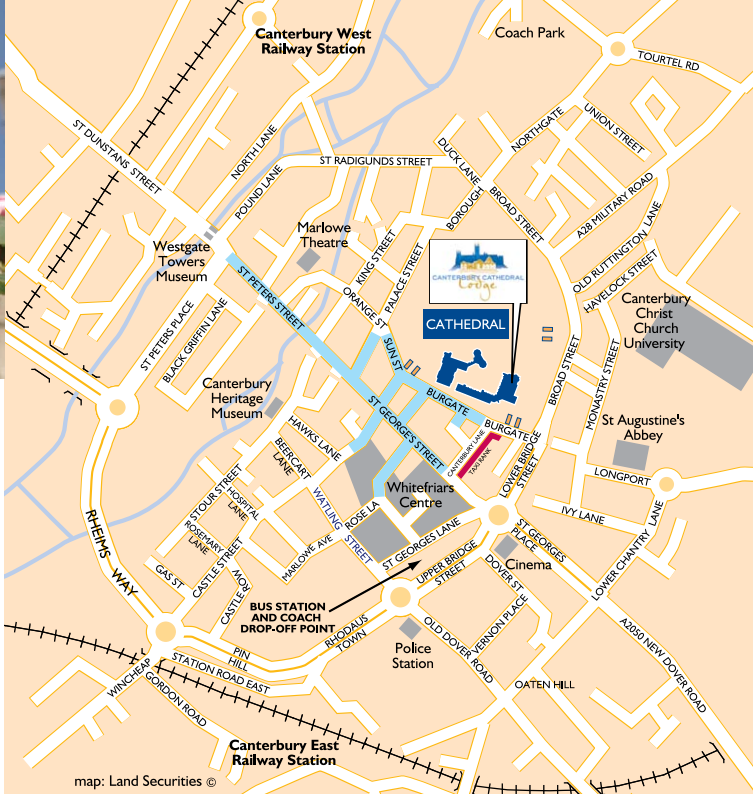 Canterbury West
Railway Station
Coach Park
TOURTEL RD
ST DUNSTANS STREET
NORTH LANE
POUND LANE
ST RADIGUNDS STREET
DUCK LANE
NORTHGATE
UNION STREET
BROAD STREET
A28 MILITARY ROAD
OLD RUTTINGTON LANE
HAVELOCK STREET
BOROUGH
Westgate
Towers
Museum
Marlowe
Theatre
KING STREET
PALACE STREET
ORANGE ST
CANTERBURY CATHEDRAL
Lodge
CATHEDRAL
Canterbury
Christ
Church
University
ST PETERS STREET
ST PETERS PLACE
BLACK GRIFFIN LANE
SUN ST
BURGATE
BURGATE
BROAD STREET
MONASTRY STREET
Canterbury
Heritage
Museum
ST GEORGE'S STREET
HAWKS LANE
BEERCART
LANE
CANTERBURY LANE
TAXI RANK
LOWER BRIDGE
STREET
St Augustine's
Abbey
LONGPORT
Whitefriars
Centre
STOUR STREET
HOSPITAL
LANE
WATLING STREET
ROSE LA
IVY LANE
ROSEMARY
LANE
CASTLE STREET
MARLOWE AVE
ST GEORGES LANE
ST GEORGES
PLACE
LOWER CHANTRY LANE
RHEIMS WAY
GAS ST
CASTLE ROW
UPPER BRIDGE
STREET
Cinema
DOVER ST
BUS STATION
AND COACH
DROP-OFF POINT
RHODAUS
TOWN
OLD DOVER ROAD
VERNON PLACE
A2050 NEW DOVER ROAD
Police
Station
PIN
HILL
STATION ROAD EAST
WINCHEAP
GORDON ROAD
OATEN HILL
Canterbury East
Railway Station
map: Land Securities ©